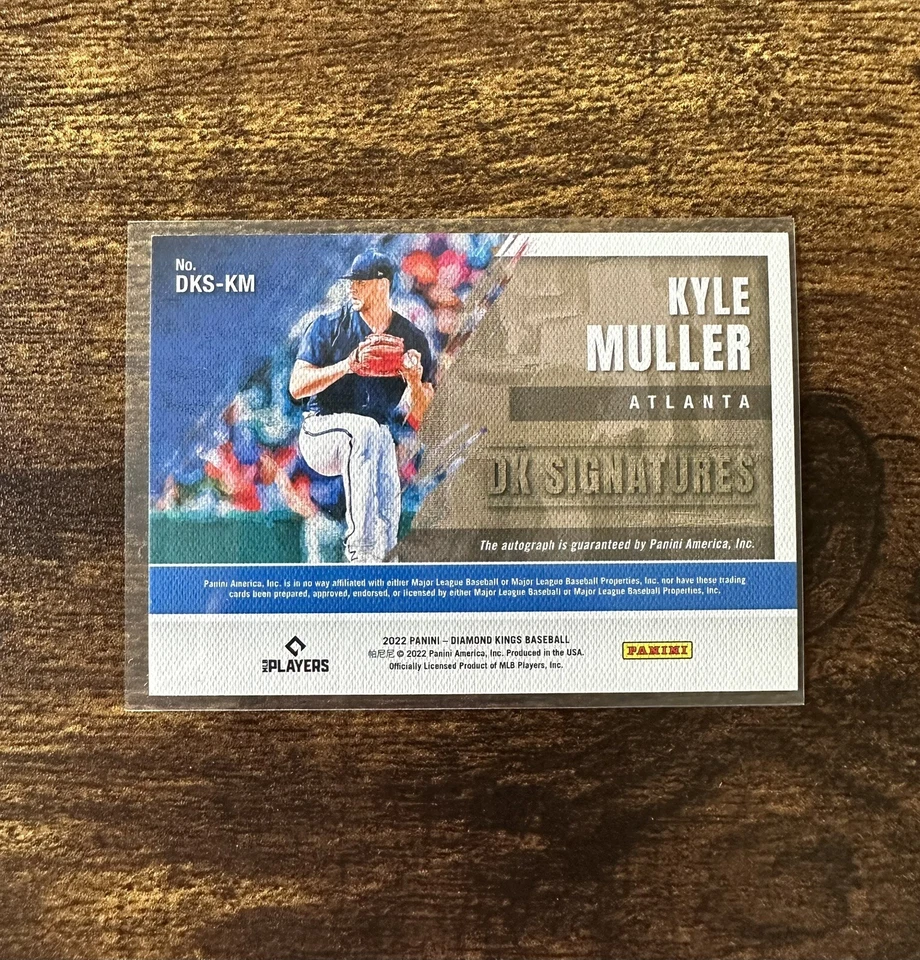 No.
DKS-KM
KYLE
MULLER
ATLANTA
DK SIGNATURES
The autograph is guaranteed by Panini America, Inc.
Panini America, Inc. is in no way affiliated with either Major League Baseball or Major League Baseball Properties, Inc. nor have these trading
cards been prepared, approved, endorsed, or licensed by either Major League Baseball or Major League Baseball Properties, Inc.
MLB PLAYERS
2022 PANINI – DIAMOND KINGS BASEBALL
帕尼尼 © 2022 Panini America, Inc. Produced in the USA.
Officially Licensed Product of MLB Players, Inc.
PANINI